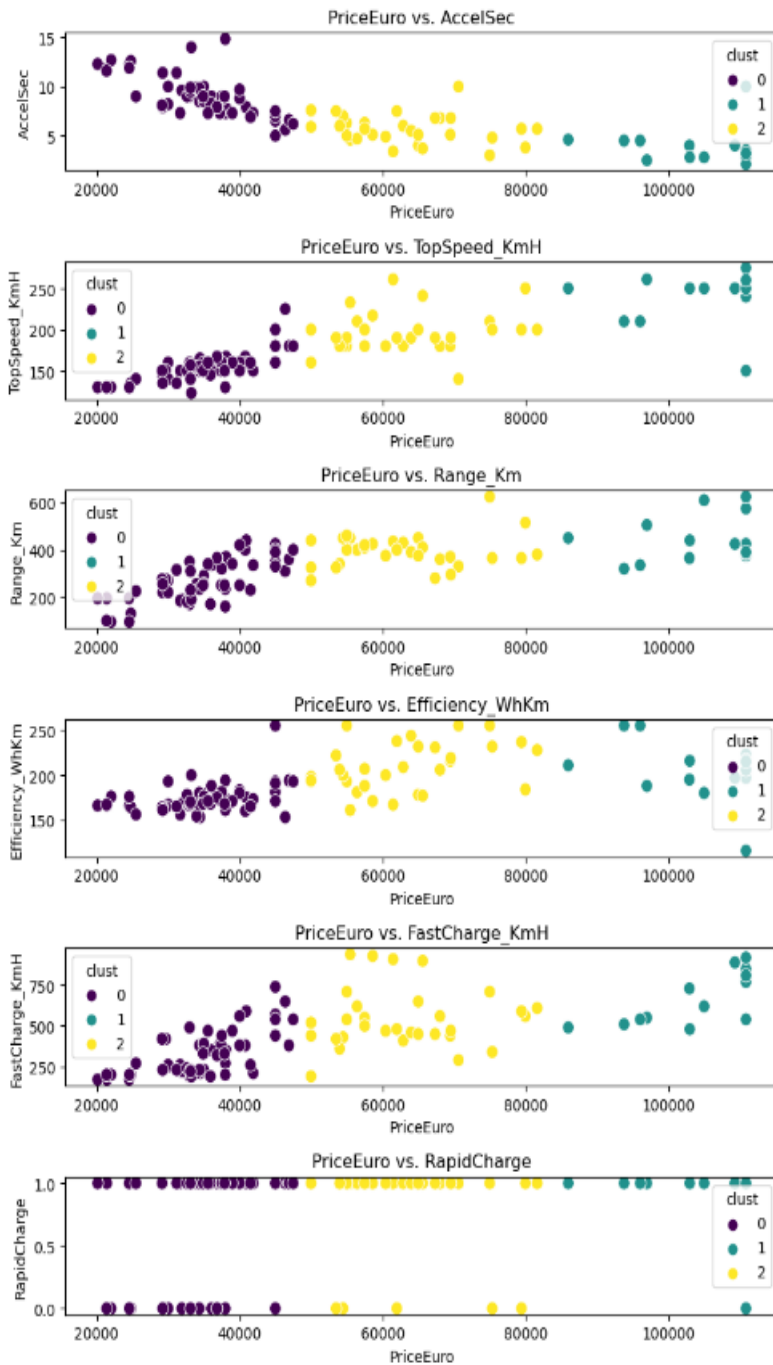 PriceEuro vs. AccelSec
15
10
5
AccelSec
clust
0
1
2
20000 40000 60000 80000 100000
PriceEuro
PriceEuro vs. TopSpeed_KmH
250
200
150
TopSpeed_KmH
clust
0
1
2
20000 40000 60000 80000 100000
PriceEuro
PriceEuro vs. Range_Km
600
400
200
Range_Km
clust
0
1
2
20000 40000 60000 80000 100000
PriceEuro
PriceEuro vs. Efficiency_WhKm
250
200
150
Efficiency_WhKm
clust
0
1
2
20000 40000 60000 80000 100000
PriceEuro
PriceEuro vs. FastCharge_KmH
750
500
250
FastCharge_KmH
clust
0
1
2
20000 40000 60000 80000 100000
PriceEuro
PriceEuro vs. RapidCharge
1.0
0.5
0.0
RapidCharge
clust
0
1
2
20000 40000 60000 80000 100000
PriceEuro